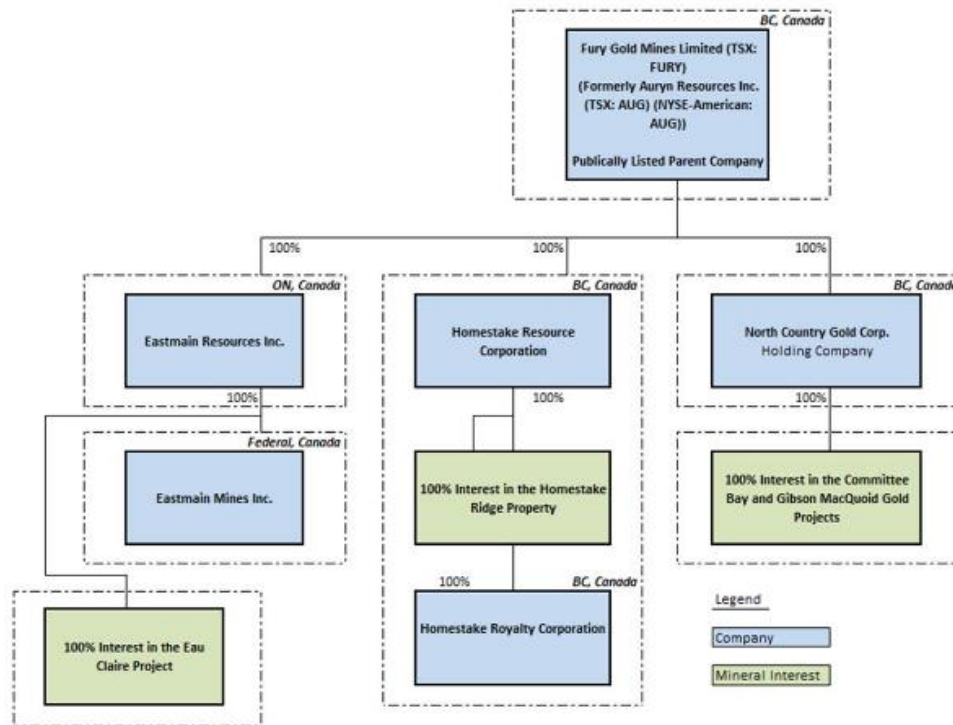 BC, Canada
Fury Gold Mines Limited (TSX:
FURY)
(Formerly Auryn Resources Inc.
(TSX: AUG) (NYSE-American:
AUG))
Publically Listed Parent Company
100%
100%
100%
ON, Canada
BC, Canada
BC, Canada
Eastmain Resources Inc.
Homestake Resource
Corporation
North Country Gold Corp.
Holding Company
100%
100%
100%
Federal, Canada
Eastmain Mines Inc.
100% Interest in the Homestake
Ridge Property
100% Interest in the Committee
Bay and Gibson MacQuoid Gold
Projects
100%
BC, Canada
Homestake Royalty Corporation
100% Interest in the Eau
Claire Project
Legend
Company
Mineral Interest